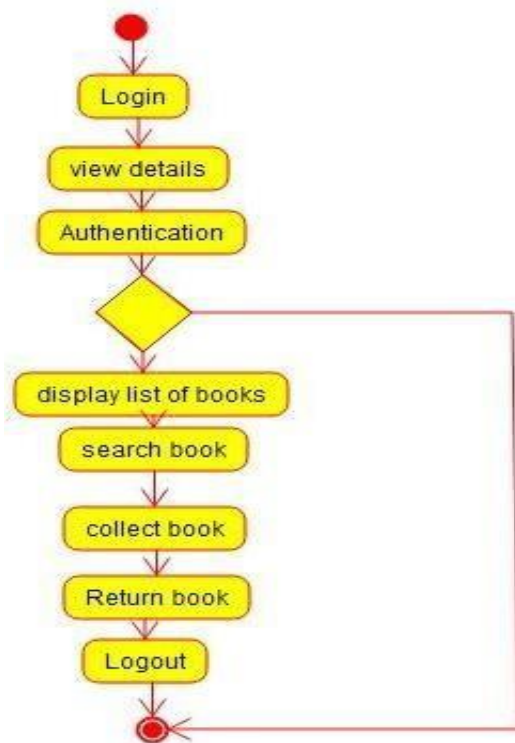 Login
view details
Authentication
display list of books
search book
collect book
Return book
Logout